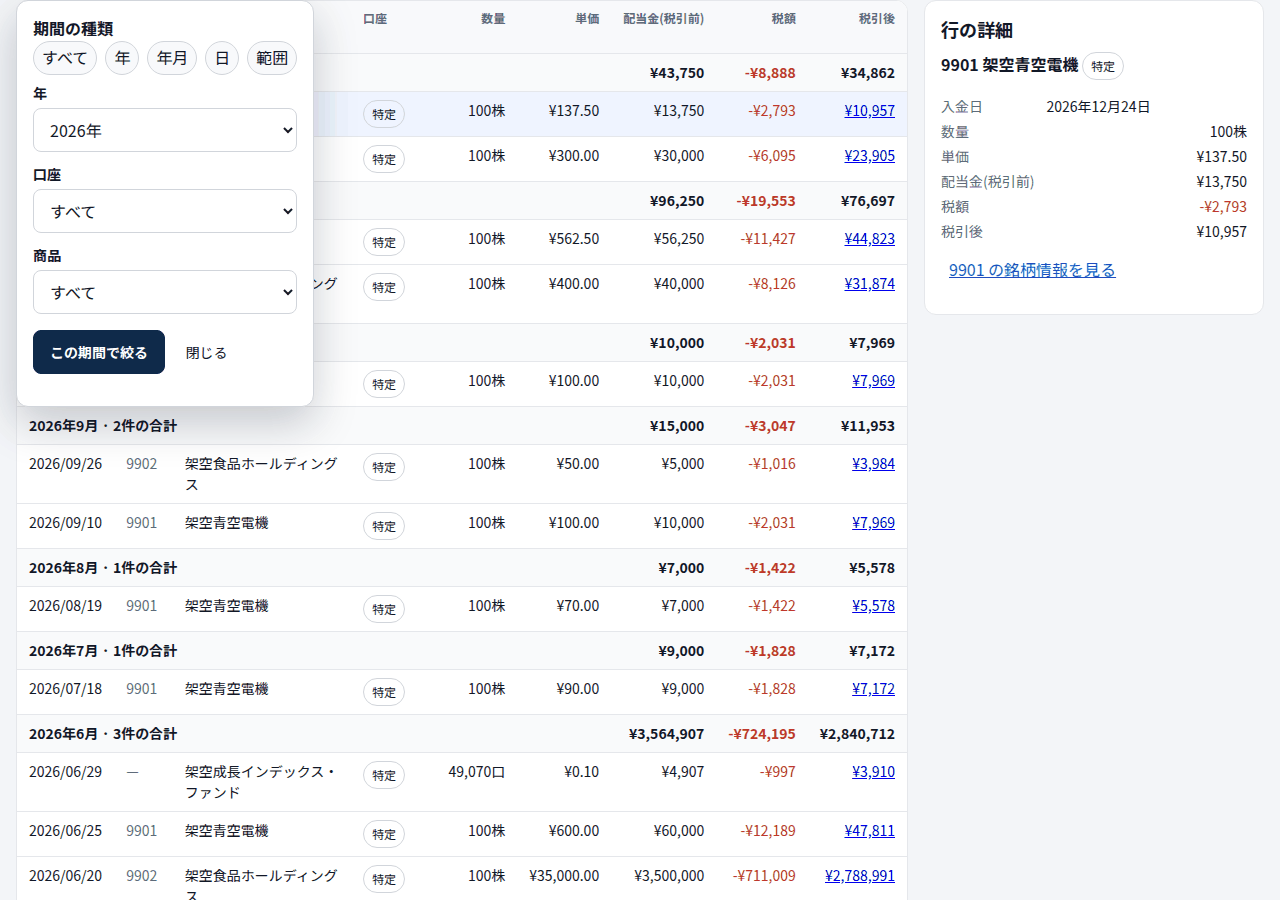 期間の種類
すべて 年 年月 日 範囲
年
2026年
口座
すべて
商品
すべて
この期間で絞る 閉じる
口座 数量 単価 配当金(税引前) 税額 税引後
¥43,750 -¥8,888 ¥34,862
特定 100株 ¥137.50 ¥13,750 -¥2,793 ¥10,957
特定 100株 ¥300.00 ¥30,000 -¥6,095 ¥23,905
¥96,250 -¥19,553 ¥76,697
特定 100株 ¥562.50 ¥56,250 -¥11,427 ¥44,823
ング 特定 100株 ¥400.00 ¥40,000 -¥8,126 ¥31,874
¥10,000 -¥2,031 ¥7,969
特定 100株 ¥100.00 ¥10,000 -¥2,031 ¥7,969
2026年9月・2件の合計 ¥15,000 -¥3,047 ¥11,953
2026/09/26 9902 架空食品ホールディング 特定 100株 ¥50.00 ¥5,000 -¥1,016 ¥3,984
ス
2026/09/10 9901 架空青空電機 特定 100株 ¥100.00 ¥10,000 -¥2,031 ¥7,969
2026年8月・1件の合計 ¥7,000 -¥1,422 ¥5,578
2026/08/19 9901 架空青空電機 特定 100株 ¥70.00 ¥7,000 -¥1,422 ¥5,578
2026年7月・1件の合計 ¥9,000 -¥1,828 ¥7,172
2026/07/18 9901 架空青空電機 特定 100株 ¥90.00 ¥9,000 -¥1,828 ¥7,172
2026年6月・3件の合計 ¥3,564,907 -¥724,195 ¥2,840,712
2026/06/29 — 架空成長インデックス・ 特定 49,070口 ¥0.10 ¥4,907 -¥997 ¥3,910
ファンド
2026/06/25 9901 架空青空電機 特定 100株 ¥600.00 ¥60,000 -¥12,189 ¥47,811
2026/06/20 9902 架空食品ホールディング 特定 100株 ¥35,000.00 ¥3,500,000 -¥711,009 ¥2,788,991
ス
行の詳細
9901 架空青空電機 特定
入金日 2026年12月24日
数量 100株
単価 ¥137.50
配当金(税引前) ¥13,750
税額 -¥2,793
税引後 ¥10,957
9901 の銘柄情報を見る